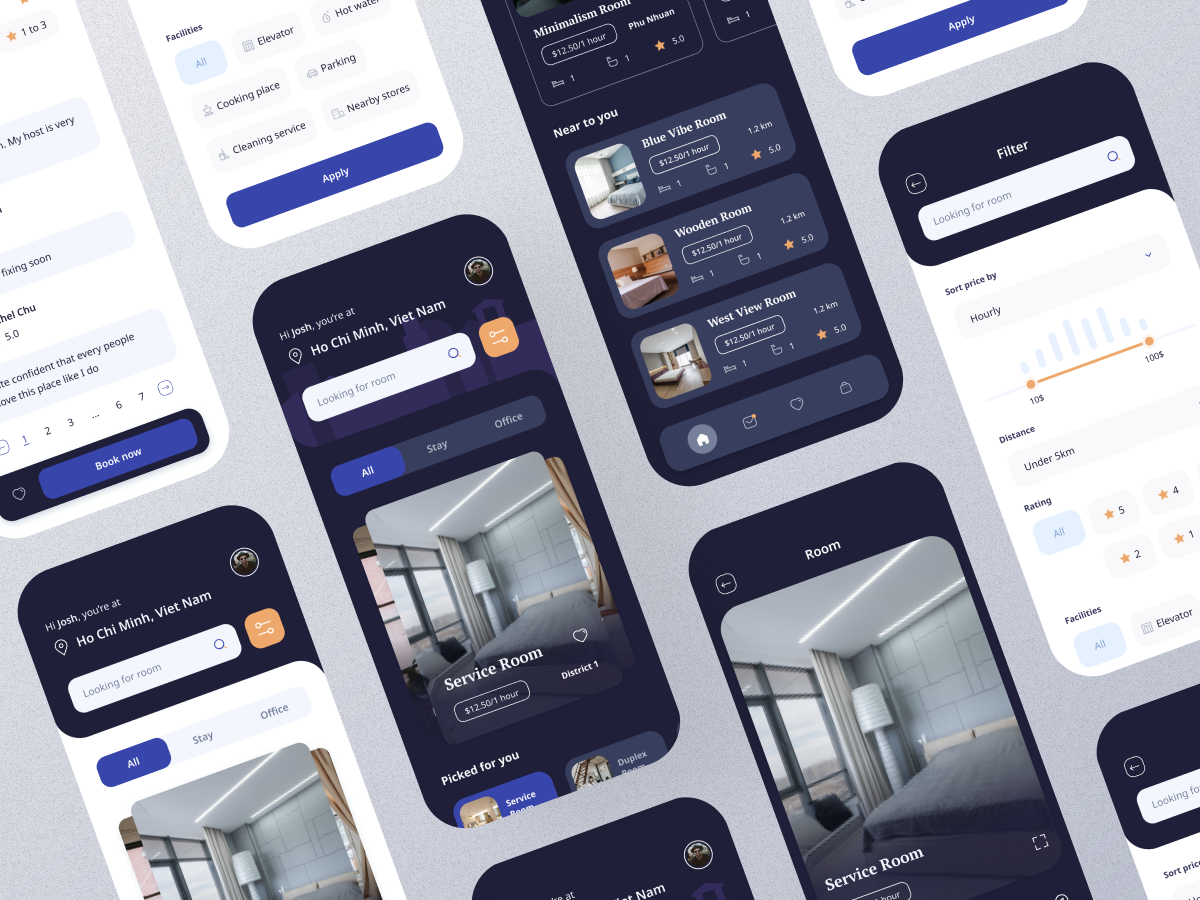 1 to 3
n. My host is very
fixing soon
hel Chu
5.0
te confident that every people
love this place like I do
1
2
3
...
6
7
Book now
Facilities
All
Elevator
Hot water
Cooking place
Parking
Cleaning service
Nearby stores
Apply
Hi Josh, you're at
Ho Chi Minh, Viet Nam
Looking for room
All
Stay
Office
Hi Josh, you're at
Ho Chi Minh, Viet Nam
Looking for room
All
Stay
Office
Service Room
$12.50/1 hour
District 1
Picked for you
Service
Room
Duplex
Room
Minimalism Room
$12.50/1 hour
Phu Nhuan
1
1
5.0
1
Near to you
Blue Vibe Room
$12.50/1 hour
1.2 km
1
1
5.0
Wooden Room
$12.50/1 hour
1.2 km
1
1
5.0
West View Room
$12.50/1 hour
1.2 km
1
1
5.0
Room
Service Room
/1 hour
Viet Nam
Apply
Filter
Looking for room
Sort price by
Hourly
10$
100$
Distance
Under 5km
Rating
All
5
4
2
1
Facilities
All
Elevator
Looking fo
Sort price